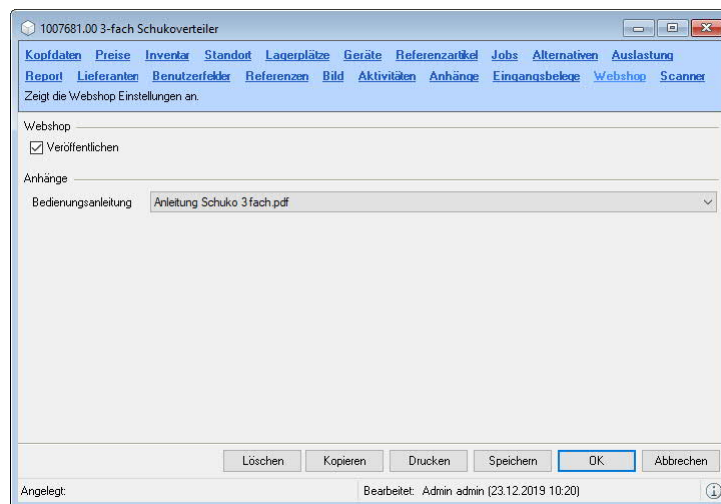 1007681.00 3-fach Schukoverteiler
Kopfdaten Preise Inventar Standort Lagerplätze Geräte Referenzartikel Jobs Alternativen Auslastung
Report Lieferanten Benutzerfelder Referenzen Bild Aktivitäten Anhänge Eingangsbelege Webshop Scanner
Zeigt die Webshop Einstellungen an.
Webshop
Veröffentlichen
Anhänge
Bedienungsanleitung Anleitung Schuko 3 fach.pdf
Löschen Kopieren Drucken Speichern OK Abbrechen
Angelegt: Bearbeitet: Admin admin (23.12.2019 10:20)